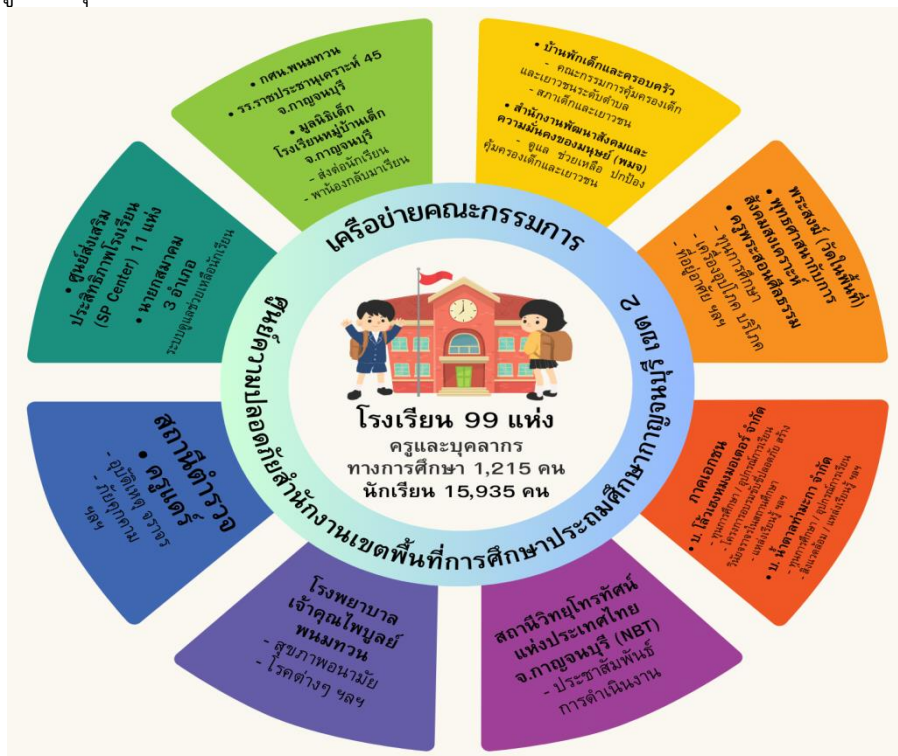 เครือข่ายคณะกรรมการ
ศูนย์ความปลอดภัยสำนักงานเขตพื้นที่การศึกษาประถมศึกษากาญจนบุรี เขต 2
โรงเรียน 99 แห่ง
ครูและบุคลากร
ทางการศึกษา 1,215 คน
นักเรียน 15,935 คน
• กศน.พนมทวน
• รร.ราชประชานุเคราะห์ 45
จ.กาญจนบุรี
• มูลนิธิเด็ก
โรงเรียนหมู่บ้านเด็ก
จ.กาญจนบุรี
- ส่งต่อนักเรียน
- พาน้องกลับมาเรียน
• บ้านพักเด็กและครอบครัว
- คณะกรรมการคุ้มครองเด็ก
และเยาวชนระดับตำบล
- สภาเด็กและเยาวชน
• สำนักงานพัฒนาสังคมและ
ความมั่นคงของมนุษย์ (พมจ)
- ดูแล ช่วยเหลือ ปกป้อง
คุ้มครองเด็กและเยาวชน
พระสงฆ์ (วัดในพื้นที่)
• พุทธศาสนากับการ
สังคมสงเคราะห์
• ครูพระสอนศีลธรรม
- ทุนการศึกษา
- เครื่องอุปโภค บริโภค
- ที่อยู่อาศัย ฯลฯ
ภาคเอกชน
• บ.โล้วเฮงหมงมอเตอร์ จำกัด
- ทุนการศึกษา / อุปกรณ์การเรียน
- โครงการอบรมขับขี่ปลอดภัย สร้าง
วินัยจราจรในสถานศึกษา
- แหล่งเรียนรู้ ฯลฯ
• บ. น้ำตาลท่ามะกา จำกัด
- ทุนการศึกษา / อุปกรณ์การเรียน
- สิ่งแวดล้อม / แหล่งเรียนรู้ ฯลฯ
สถานีวิทยุโทรทัศน์
แห่งประเทศไทย
จ.กาญจนบุรี (NBT)
- ประชาสัมพันธ์
การดำเนินงาน
โรงพยาบาล
เจ้าคุณไพบูลย์
พนมทวน
- สุขภาพอนามัย
- โรคต่างๆ ฯลฯ
สถานีตำรวจ
• ครูแดร์
- อุบัติเหตุ จราจร
- ภัยคุกคาม
ฯลฯ
• ศูนย์ส่งเสริม
ประสิทธิภาพโรงเรียน
(SP Center) 11 แห่ง
• นายกสมาคม
3 อำเภอ
ระบบดูแลช่วยเหลือนักเรียน